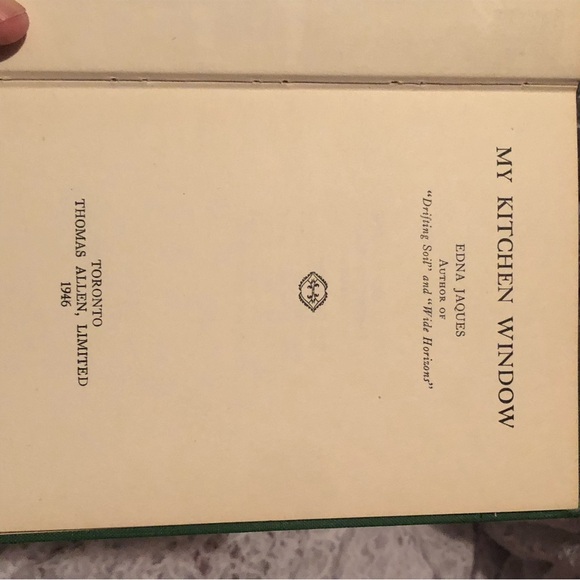 MY KITCHEN WINDOW
EDNA JAQUES
AUTHOR OF
"Drifting Soil" and "Wide Horizons"
TORONTO
THOMAS ALLEN, LIMITED
1946